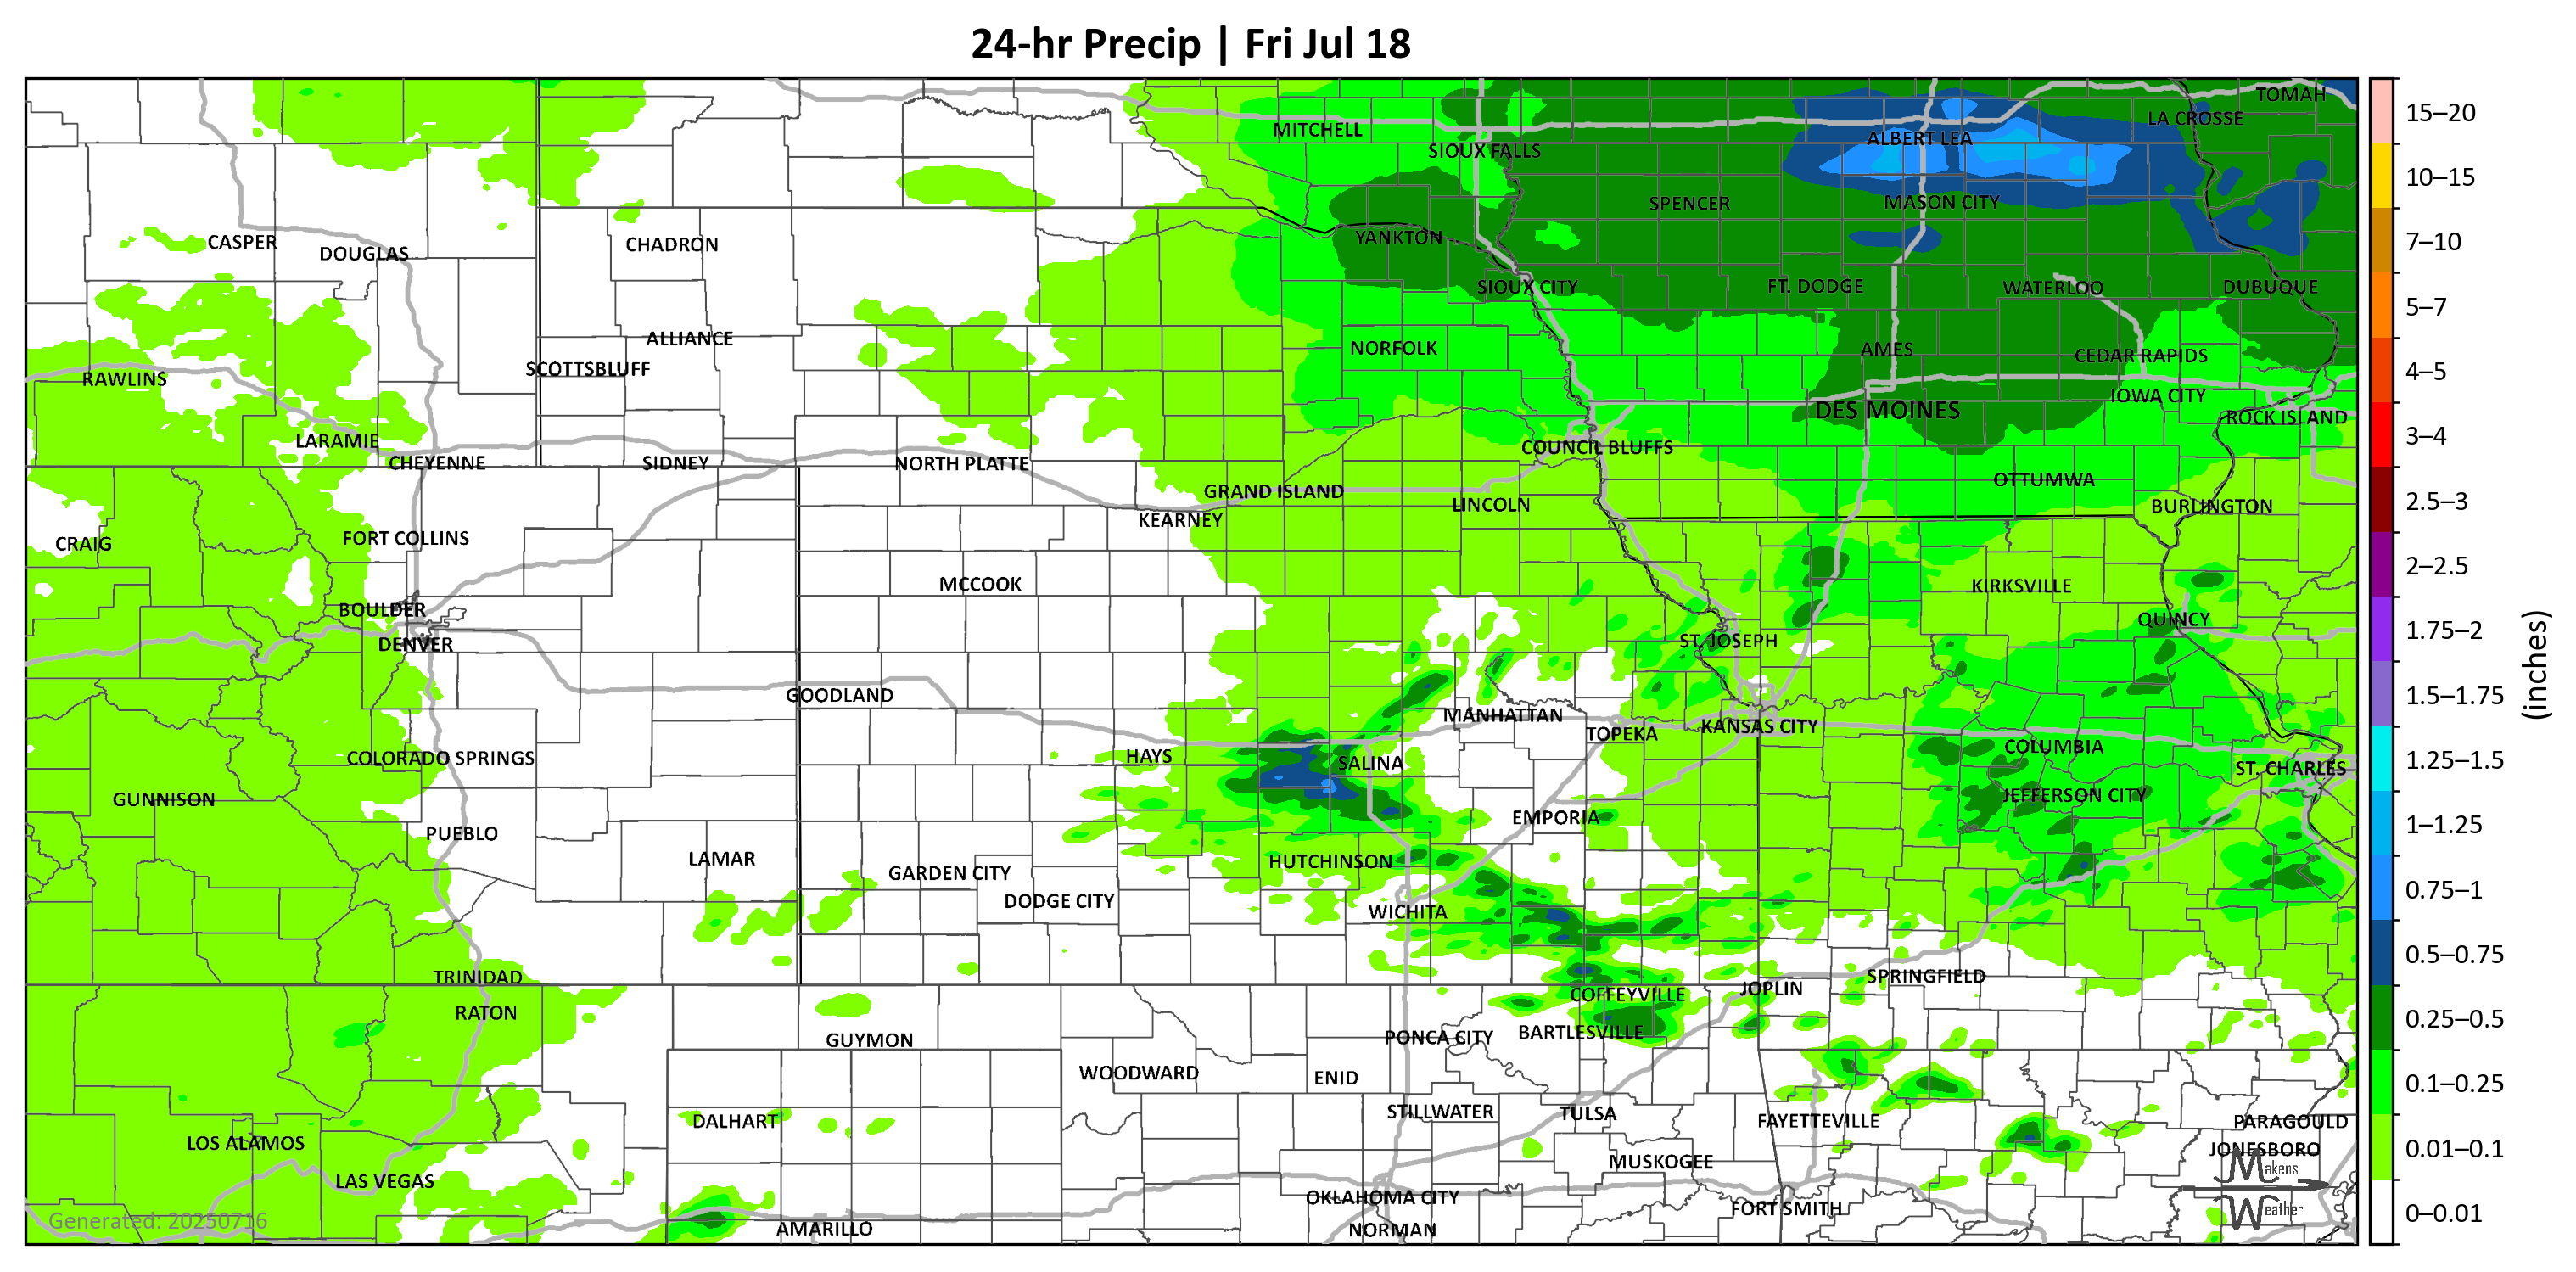 24-hr Precip | Fri Jul 18
TOMAH
LA CROSSE
MITCHELL
ALBERT LEA
SIOUX FALLS
SPENCER
MASON CITY
YANKTON
CASPER
DOUGLAS
CHADRON
SIOUX CITY
FT. DODGE
WATERLOO
DUBUQUE
ALLIANCE
NORFOLK
AMES
CEDAR RAPIDS
SCOTTSBLUFF
RAWLINS
IOWA CITY
DES MOINES
ROCK ISLAND
LARAMIE
COUNCIL BLUFFS
CHEYENNE
SIDNEY
NORTH PLATTE
OTTUMWA
GRAND ISLAND
LINCOLN
BURLINGTON
KEARNEY
FORT COLLINS
CRAIG
MCCOOK
KIRKSVILLE
BOULDER
QUINCY
DENVER
ST. JOSEPH
GOODLAND
MANHATTAN
KANSAS CITY
TOPEKA
COLUMBIA
COLORADO SPRINGS
HAYS
SALINA
ST. CHARLES
GUNNISON
JEFFERSON CITY
EMPORIA
PUEBLO
LAMAR
HUTCHINSON
GARDEN CITY
DODGE CITY
WICHITA
TRINIDAD
SPRINGFIELD
JOPLIN
COFFEYVILLE
RATON
BARTLESVILLE
GUYMON
PONCA CITY
WOODWARD
ENID
STILLWATER
TULSA
DALHART
FAYETTEVILLE
PARAGOULD
LOS ALAMOS
JONESBORO
MUSKOGEE
LAS VEGAS
OKLAHOMA CITY
FORT SMITH
AMARILLO
NORMAN
Generated: 20250716
Makens
Weather
15–20
10–15
7–10
5–7
4–5
3–4
2.5–3
2–2.5
1.75–2
1.5–1.75
1.25–1.5
1–1.25
0.75–1
0.5–0.75
0.25–0.5
0.1–0.25
0.01–0.1
0–0.01
(inches)